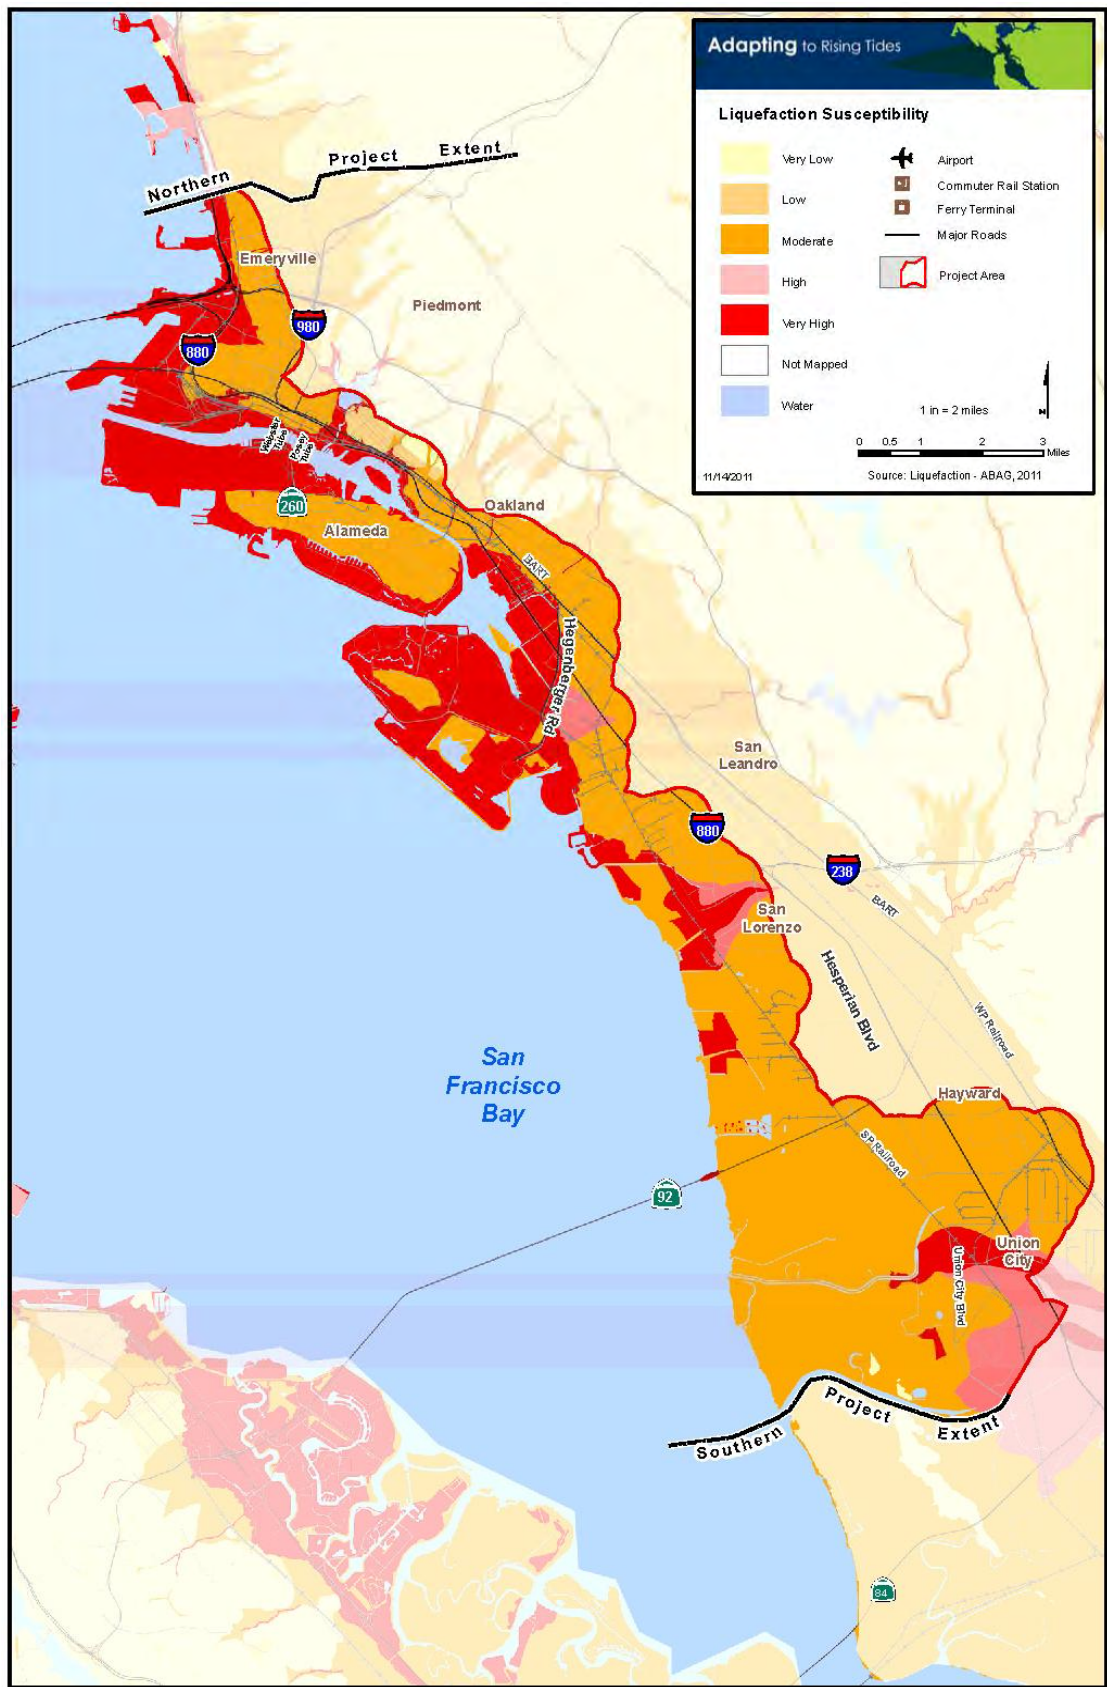 Adapting to Rising Tides
Liquefaction Susceptibility
Very Low
Low
Moderate
High
Very High
Not Mapped
Water
Airport
Commuter Rail Station
Ferry Terminal
Major Roads
Project Area
1 in = 2 miles
N
0 0.5 1 2 3
Miles
11/14/2011
Source: Liquefaction - ABAG, 2011
Northern Project Extent
Emeryville
Piedmont
980
880
Webster
Tube
Posey
Tube
260
Alameda
Oakland
BART
Hegenberger Rd
San
Leandro
880
238
BART
San
Lorenzo
Hesperian Blvd
WP Railroad
San
Francisco
Bay
Hayward
SP Railroad
92
Union
City
Union City Blvd
Southern Project Extent
84